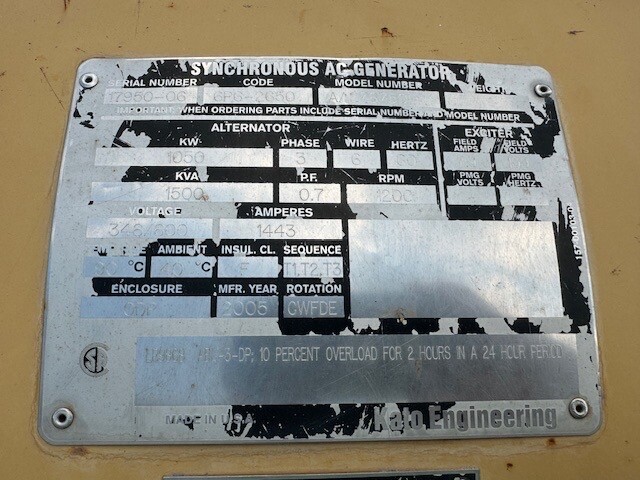 SYNCHRONOUS AC GENERATOR
SERIAL NUMBER CODE MODEL NUMBER WEIGHT
IMPORTANT WHEN ORDERING PARTS INCLUDE SERIAL NUMBER AND MODEL NUMBER
ALTERNATOR EXCITER
KW PHASE WIRE HERTZ FIELD AMPS FIELD VOLTS
1050 3 6 60
KVA P.F. RPM PMG VOLTS PMG HERTZ
1500 0.7 1200
VOLTAGE AMPERES
346/600 1443
AMBIENT INSUL. CL. SEQUENCE
°C °C F T1,T2,T3
ENCLOSURE MFR. YEAR ROTATION
2005 CWFDE
10 PERCENT OVERLOAD FOR 2 HOURS IN A 24 HOUR PERIOD
MADE IN U.S.A. Kato Engineering